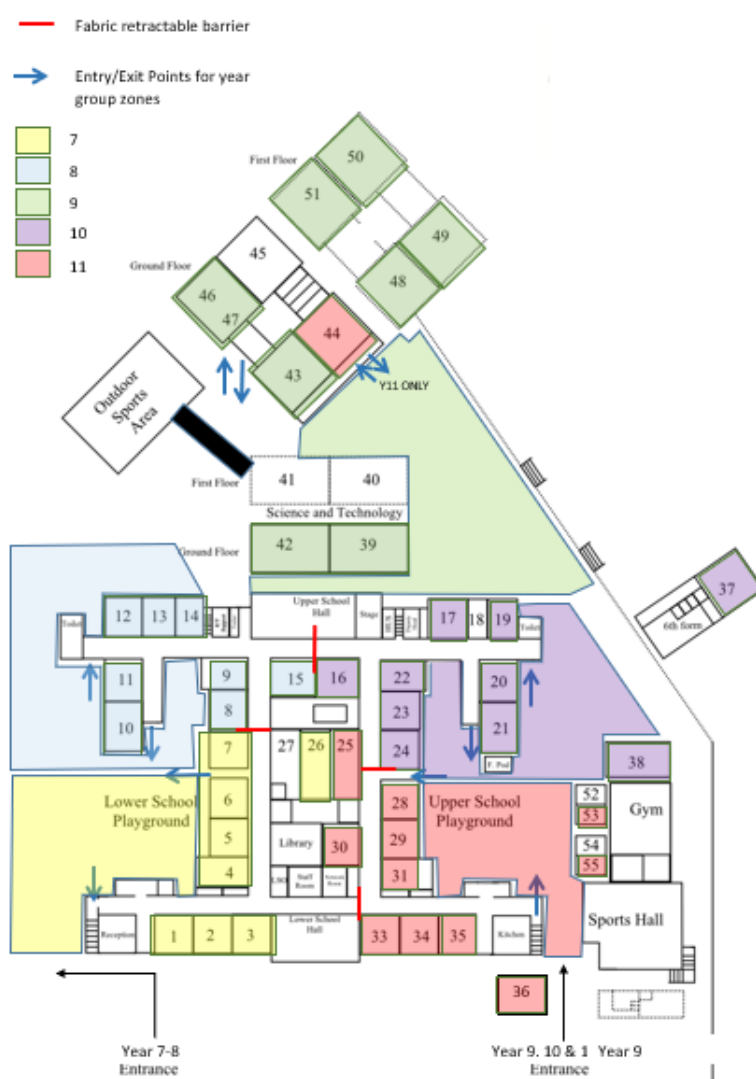 Fabric retractable barrier
Entry/Exit Points for year
group zones
7
8
9
10
11
First Floor
50
51
49
48
45
Ground Floor
46
47
44
43
Y11 ONLY
Outdoor
Sports
Area
41
40
First Floor
Science and Technology
Ground Floor
42
39
37
6th form
12
13
14
Upper School
Hall
Stage
17
18
19
Toilet
Toilet
11
10
9
8
15
16
22
23
24
20
21
F. Pod
7
6
5
4
27
26
25
38
Lower School
Playground
28
29
31
Upper School
Playground
52
53
54
55
Gym
Library
30
LSO
Staff
Room
Reception
1
2
3
Lower School
Hall
33
34
35
Kitchen
Sports Hall
36
Year 7-8
Entrance
Year 9. 10 & 1
Entrance
Year 9